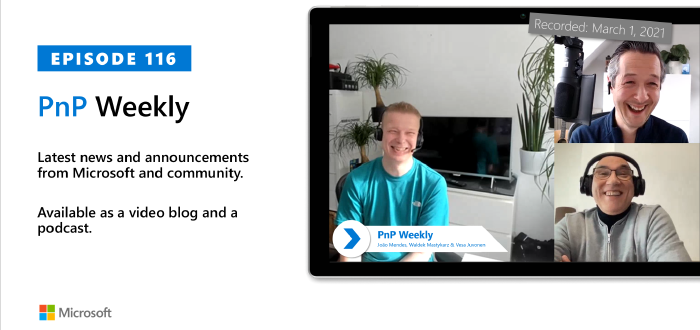 EPISODE 116
PnP Weekly
Latest news and announcements
from Microsoft and community.
Available as a video blog and a
podcast.
Microsoft
Recorded: March 1, 2021
PnP Weekly
João Mendes, Waldek Mastykarz & Vesa Juvonen